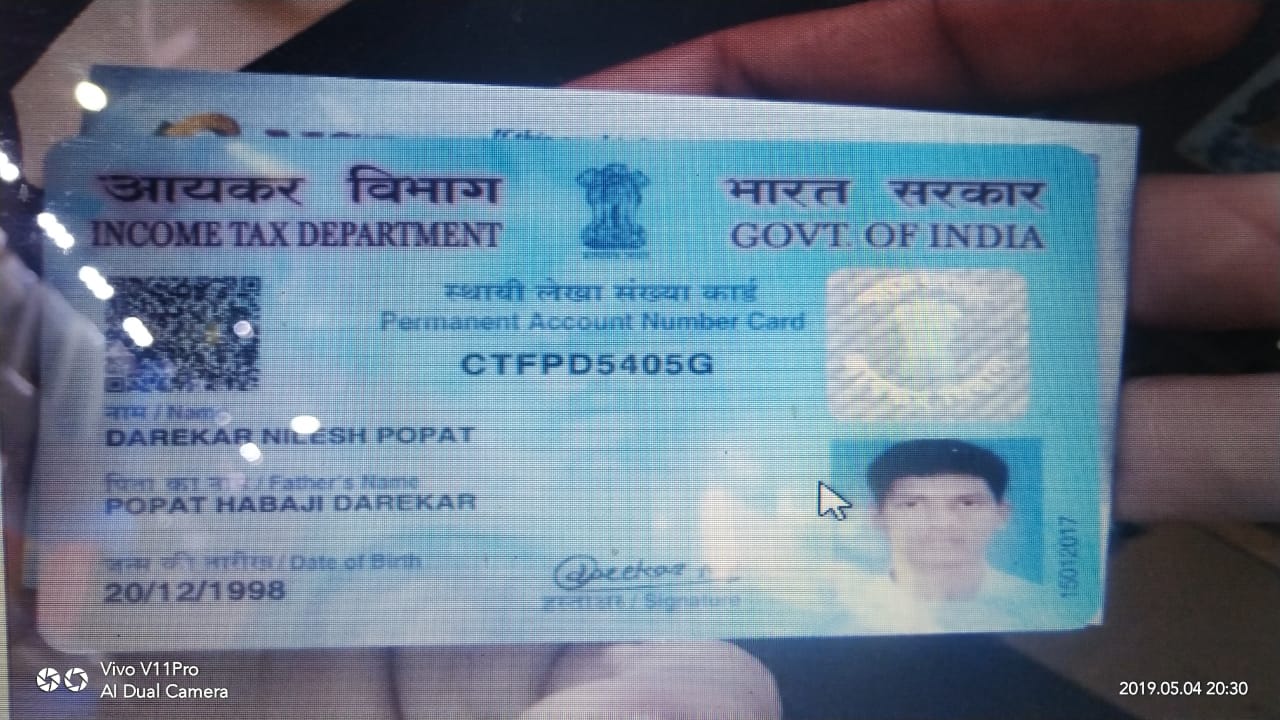 आयकर विभाग
INCOME TAX DEPARTMENT
भारत सरकार
GOVT. OF INDIA
स्थायी लेखा संख्या कार्ड
Permanent Account Number Card
CTFPD5405G
नाम / Name
DAREKAR NILESH POPAT
पिता का / Father's Name
POPAT HABAJI DAREKAR
जन्म की तारीख / Date of Birth
20/12/1998
हस्ताक्षर / Signature
15012017
Vivo V11Pro
AI Dual Camera
2019.05.04 20:30